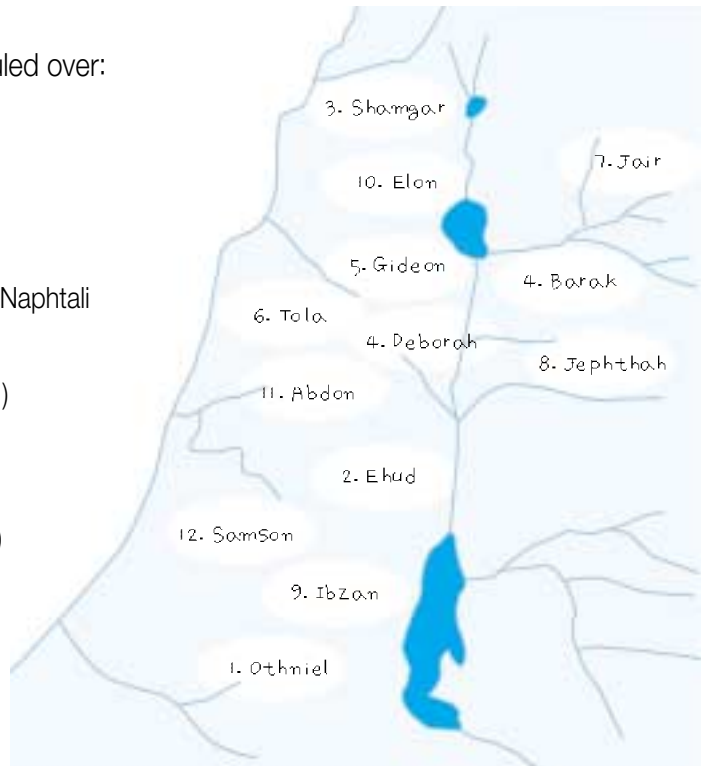 uled over:
3. Shamgar
7. Jair
10. Elon
5. Gideon
4. Barak
Naphtali
6. Tola
4. Deborah
8. Jephthah
)
11. Abdon
2. Ehud
12. Samson
)
9. Ibzan
1. Othniel